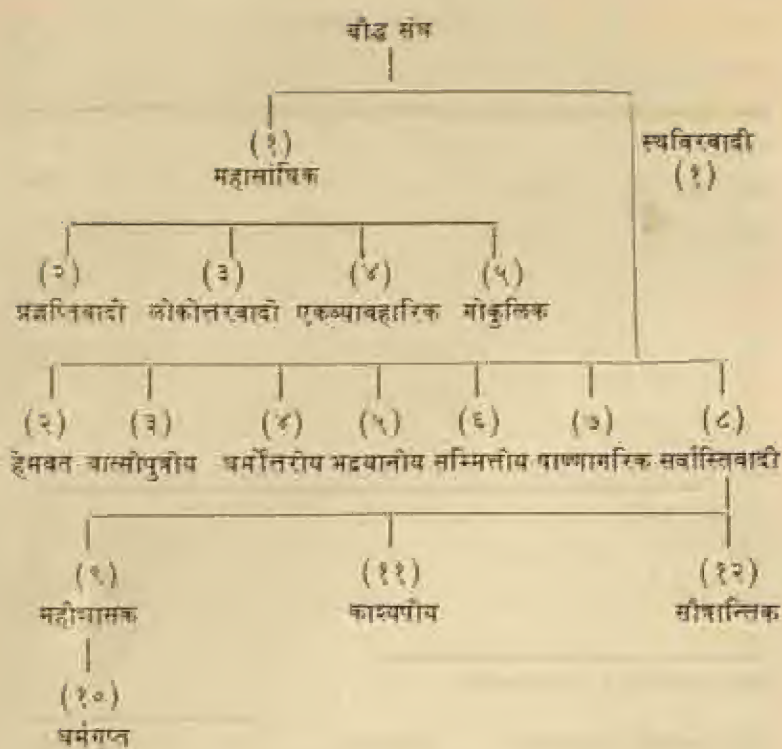 बौद्ध संघ
(१)
महासांघिक
स्थविरवादी
(१)
(२) (३) (४) (५)
प्रज्ञप्तिवादी लोकोत्तरवादी एकव्यावहारिक गोकुलिक
(२) (३) (४) (५) (६) (७) (८)
हैमवत वात्सीपुत्रीय धर्मोत्तरीय भद्रयानीय सम्मित्तीय षाण्णागरिक सर्वास्तिवादी
(९) (११) (१२)
महीशासक काश्यपीय सौत्रान्तिक
(१०)
धर्मगुप्त